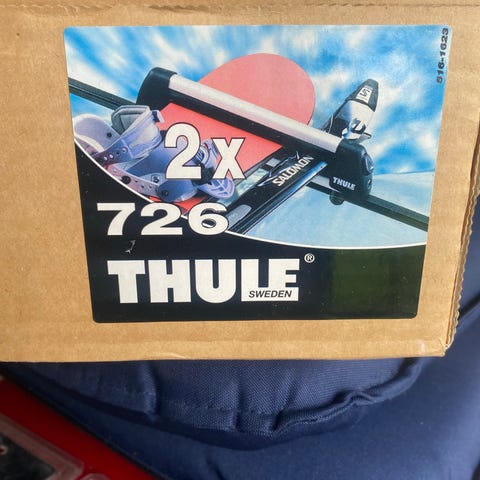 516-1623
2x
SALOMON
THULE
726
THULE®
SWEDEN